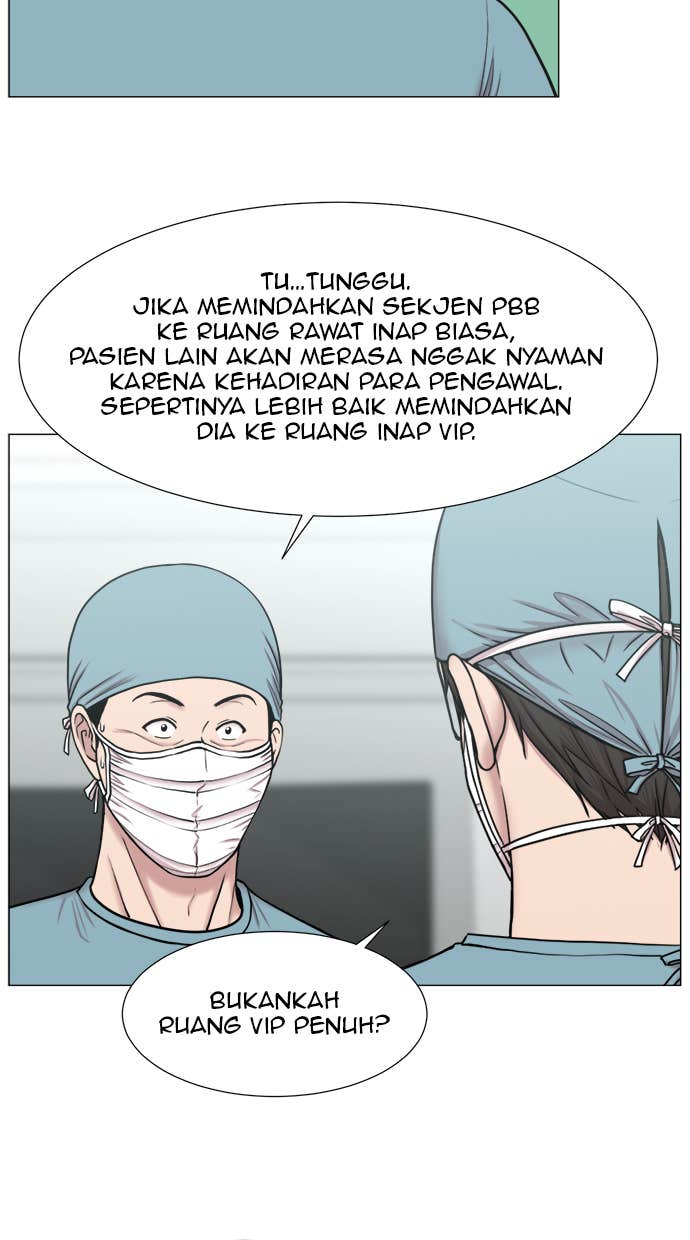 TU...TUNGGU.
JIKA MEMINDAHKAN SEKJEN PBB
KE RUANG RAWAT INAP BIASA,
PASIEN LAIN AKAN MERASA NGGAK NYAMAN
KARENA KEHADIRAN PARA PENGAWAL.
SEPERTINYA LEBIH BAIK MEMINDAHKAN
DIA KE RUANG INAP VIP.
BUKANKAH
RUANG VIP PENUH?